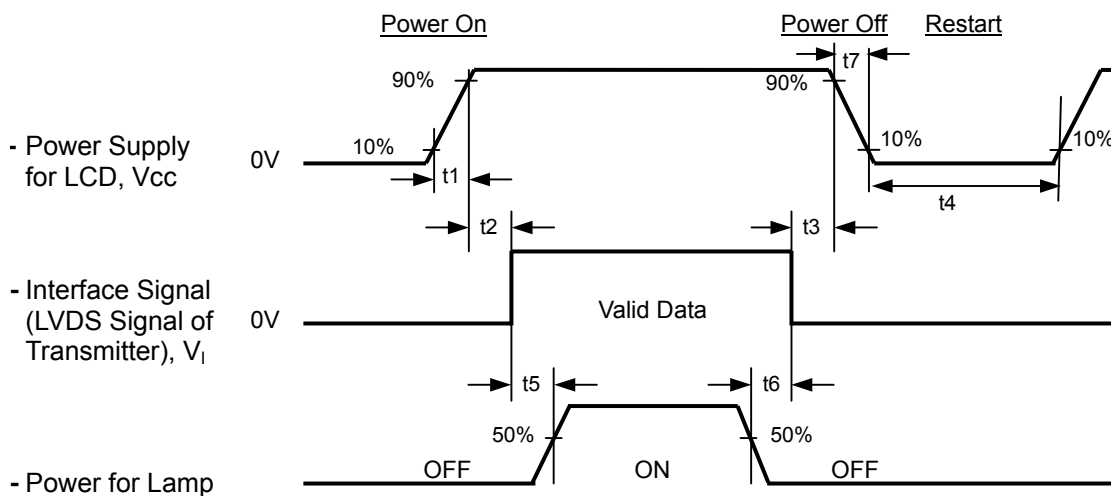 Power On
Power Off
Restart
t7
90%
90%
10%
10%
10%
- Power Supply
for LCD, Vcc
0V
t1
t4
t2
t3
- Interface Signal
(LVDS Signal of
Transmitter), VI
0V
Valid Data
t5
t6
50%
50%
- Power for Lamp
OFF
ON
OFF